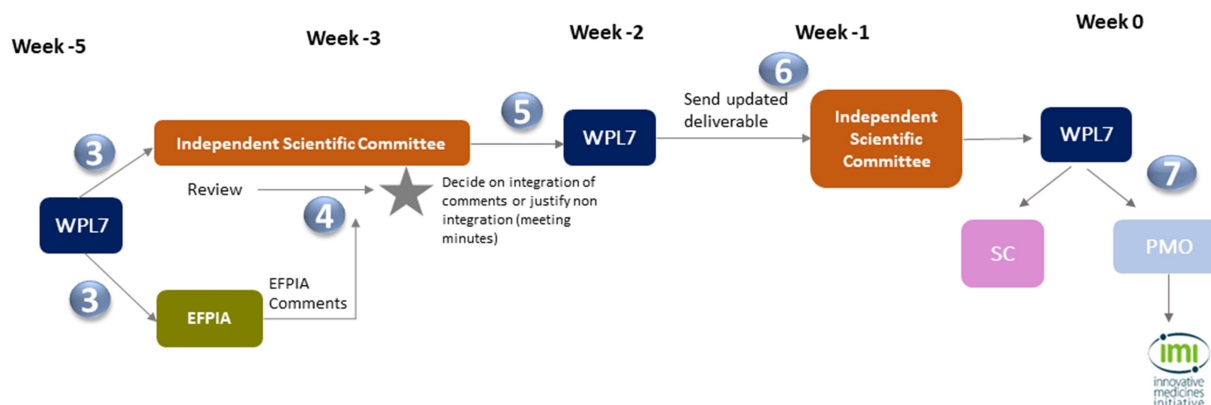 Week -5
Week -3
Week -2
Week -1
Week 0
3
Independent Scientific Committee
5
WPL7
6
Send updated
deliverable
Independent
Scientific
Committee
WPL7
7
Review
4
Decide on integration of
comments or justify non
integration (meeting
minutes)
WPL7
3
EFPIA
EFPIA
Comments
SC
PMO
imi
innovative
medicines
initiative